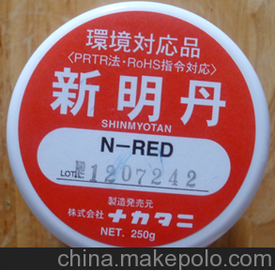 環境対応品
〈PRTR法・RoHS指令対応〉
新明丹
SHINMYOTAN
N-RED
LOT
1207242
製造発売元
株式会社ナカタニ
NET. 250g
china.makepolo.com